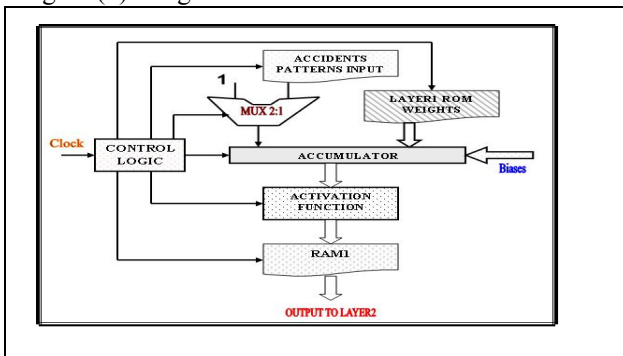 ACCIDENTS
PATTERNS INPUT
1
MUX 2:1
LAYER1 ROM
WEIGHTS
Clock
CONTROL
LOGIC
ACCUMULATOR
Biases
ACTIVATION
FUNCTION
RAM1
OUTPUT TO LAYER2